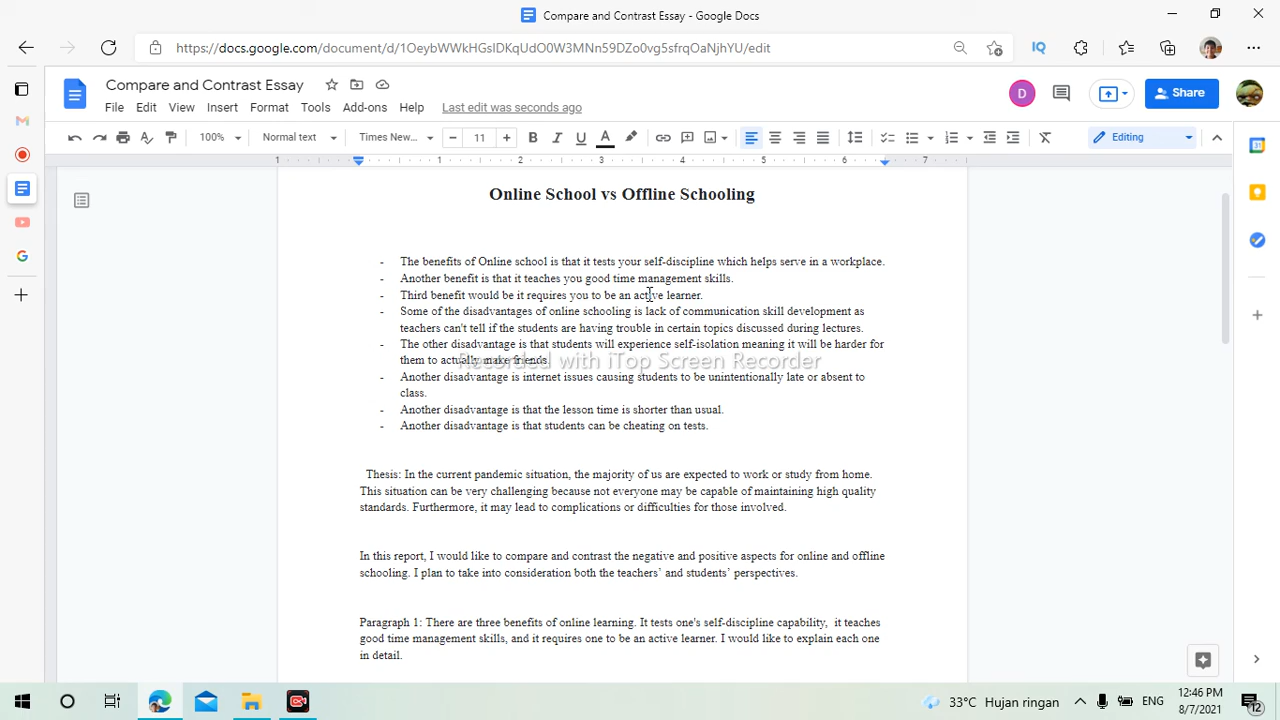 Compare and Contrast Essay - Google Docs
https://docs.google.com/document/d/1OeybWWkHGslDKqUdO0W3MNn59DZo0vg5sfrqOaNjhYU/edit
IQ
Compare and Contrast Essay
File Edit View Insert Format Tools Add-ons Help Last edit was seconds ago
D
Share
100% Normal text Times New... 11 B I U A Editing
1 1 2 3 4 5 6 7
Online School vs Offline Schooling
- The benefits of Online school is that it tests your self-discipline which helps serve in a workplace.
- Another benefit is that it teaches you good time management skills.
- Third benefit would be it requires you to be an active learner.
- Some of the disadvantages of online schooling is lack of communication skill development as
teachers can't tell if the students are having trouble in certain topics discussed during lectures.
- The other disadvantage is that students will experience self-isolation meaning it will be harder for
them to actually make friends.
Recorded with iTop Screen Recorder
- Another disadvantage is internet issues causing students to be unintentionally late or absent to
class.
- Another disadvantage is that the lesson time is shorter than usual.
- Another disadvantage is that students can be cheating on tests.
Thesis: In the current pandemic situation, the majority of us are expected to work or study from home.
This situation can be very challenging because not everyone may be capable of maintaining high quality
standards. Furthermore, it may lead to complications or difficulties for those involved.
In this report, I would like to compare and contrast the negative and positive aspects for online and offline
schooling. I plan to take into consideration both the teachers’ and students’ perspectives.
Paragraph 1: There are three benefits of online learning. It tests one's self-discipline capability, it teaches
good time management skills, and it requires one to be an active learner. I would like to explain each one
in detail.
33°C Hujan ringan
ENG
12:46 PM
8/7/2021
12